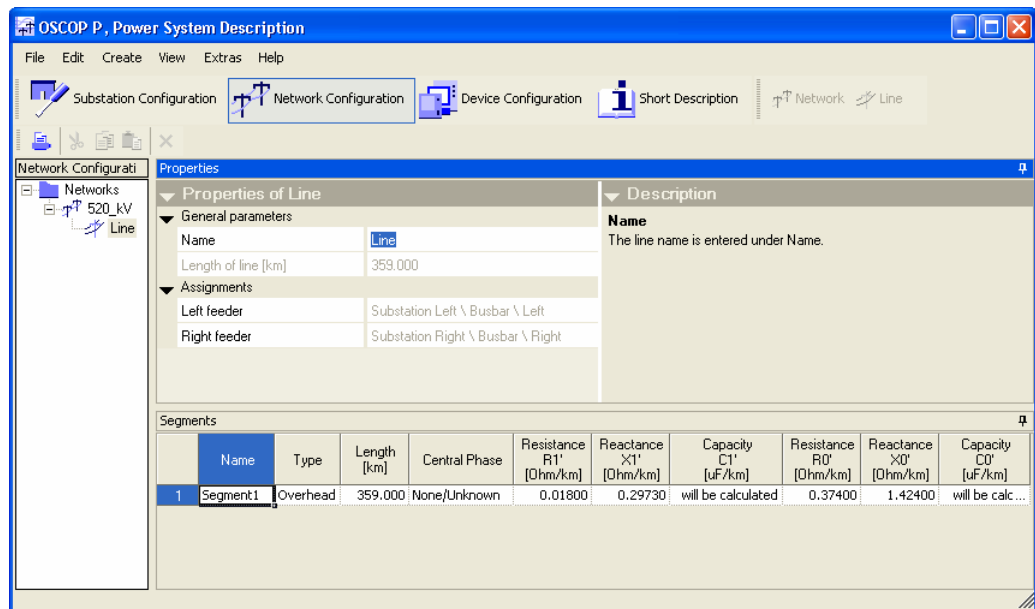 OSCOP P, Power System Description
File Edit Create View Extras Help
Substation Configuration Network Configuration Device Configuration Short Description Network Line
Network Configurati
Networks
520_kV
Line
Properties
Properties of Line
General parameters
Name Line
Length of line [km] 359.000
Assignments
Left feeder Substation Left \ Busbar \ Left
Right feeder Substation Right \ Busbar \ Right
Description
Name
The line name is entered under Name.
Segments
Name Type Length [km] Central Phase Resistance R1' [Ohm/km] Reactance X1' [Ohm/km] Capacity C1' [uF/km] Resistance R0' [Ohm/km] Reactance X0' [Ohm/km] Capacity C0' [uF/km]
1 Segment1 Overhead 359.000 None/Unknown 0.01800 0.29730 will be calculated 0.37400 1.42400 will be calc...